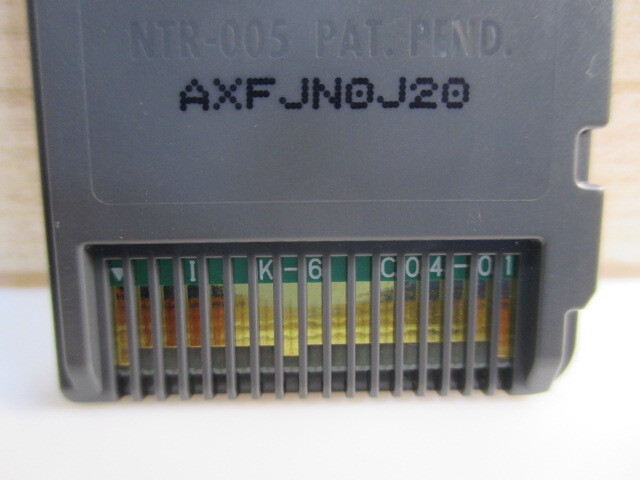 NTR-005 PAT. PEND.
AXFJN0J20
▼ I K-6 C04-01